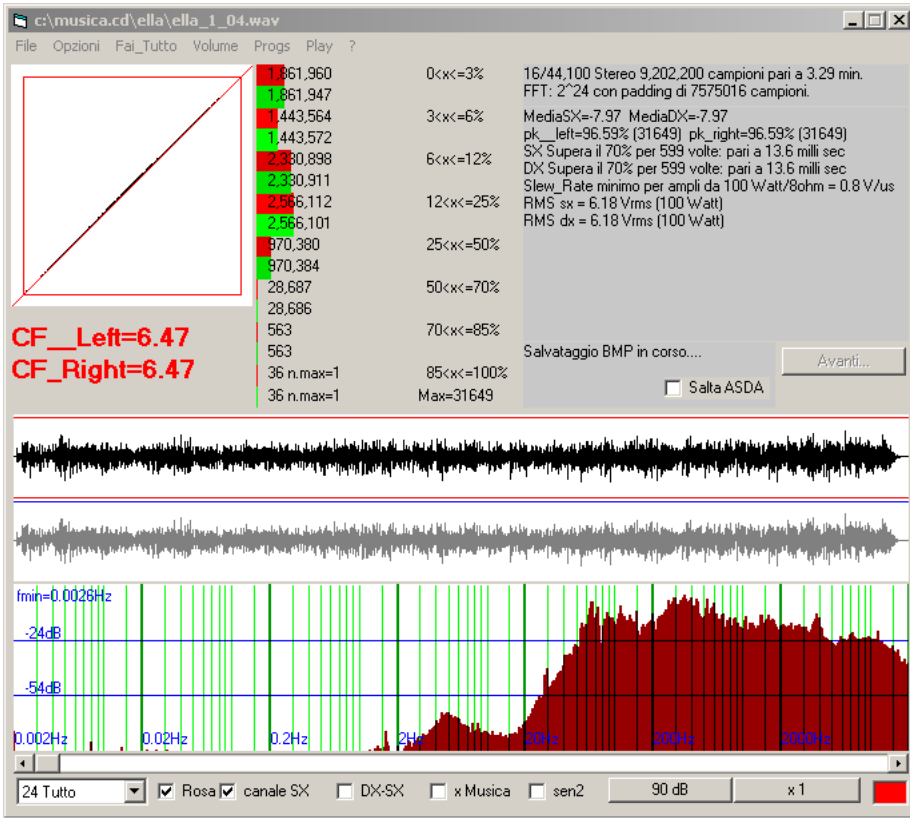 c:\musica.cd\ella\ella_1_04.wav
File Opzioni Fai_Tutto Volume Progs Play ?
1,861,960 0<x<=3%
1,861,947
1,443,564 3<x<=6%
1,443,572
2,330,898 6<x<=12%
2,330,911
2,566,112 12<x<=25%
2,566,101
970,380 25<x<=50%
970,384
28,687 50<x<=70%
28,686
563 70<x<=85%
563
36 n.max=1 85<x<=100%
36 n.max=1 Max=31649
CF__Left=6.47
CF_Right=6.47
16/44,100 Stereo 9,202,200 campioni pari a 3.29 min.
FFT: 2^24 con padding di 7575016 campioni.
MediaSX=-7.97 MediaDX=-7.97
pk__left=96.59% (31649) pk_right=96.59% (31649)
SX Supera il 70% per 599 volte: pari a 13.6 milli sec
DX Supera il 70% per 599 volte: pari a 13.6 milli sec
Slew_Rate minimo per ampli da 100 Watt/8ohm = 0.8 V/us
RMS sx = 6.18 Vrms (100 Watt)
RMS dx = 6.18 Vrms (100 Watt)
Salvataggio BMP in corso....
Avanti...
Salta ASDA
fmin=0.0026Hz
-24dB
-54dB
0.002Hz 0.02Hz 0.2Hz 2Hz 20Hz 200Hz 2000Hz
24 Tutto Rosa canale SX DX-SX x Musica sen2 90 dB x 1